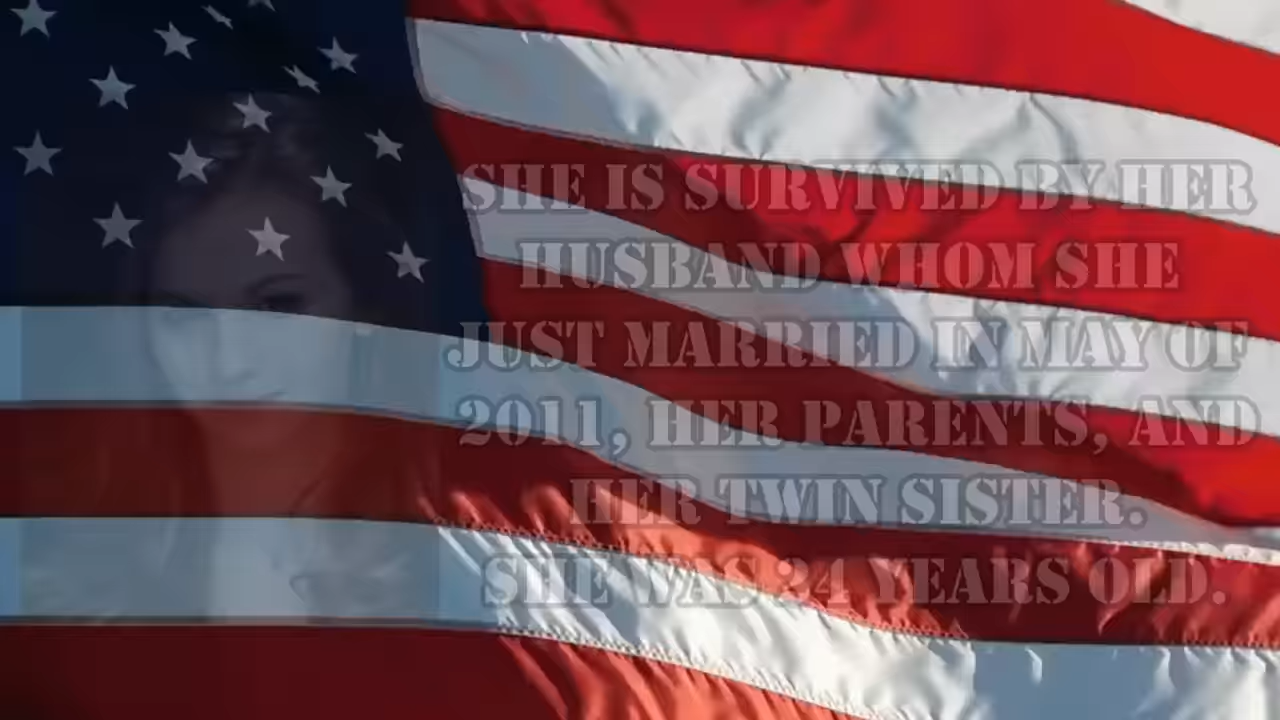 SHE IS SURVIVED BY HER
HUSBAND WHOM SHE
JUST MARRIED IN MAY OF
2011, HER PARENTS, AND
HER TWIN SISTER.
SHE WAS 24 YEARS OLD.